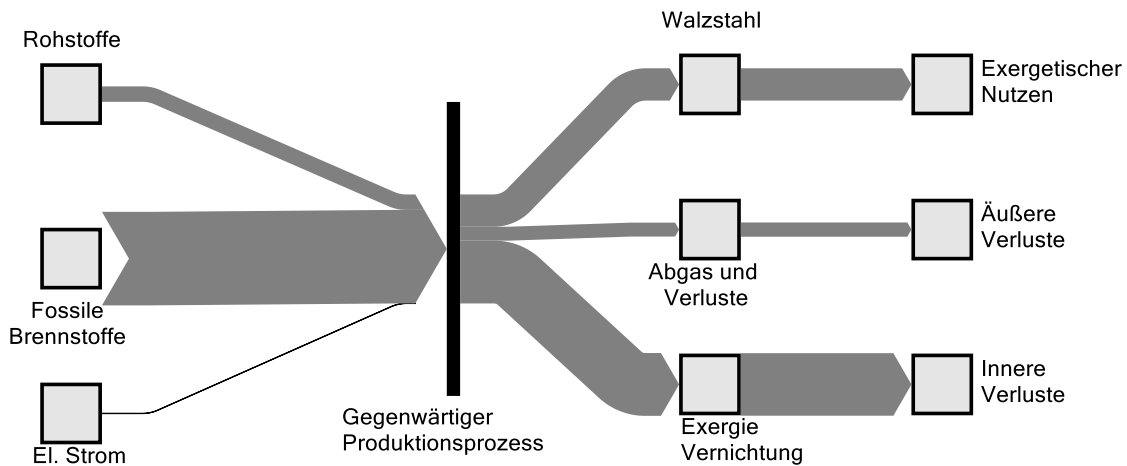 Rohstoffe
Fossile
Brennstoffe
El. Strom
Gegenwärtiger
Produktionsprozess
Walzstahl
Abgas und
Verluste
Exergie
Vernichtung
Exergetischer
Nutzen
Äußere
Verluste
Innere
Verluste